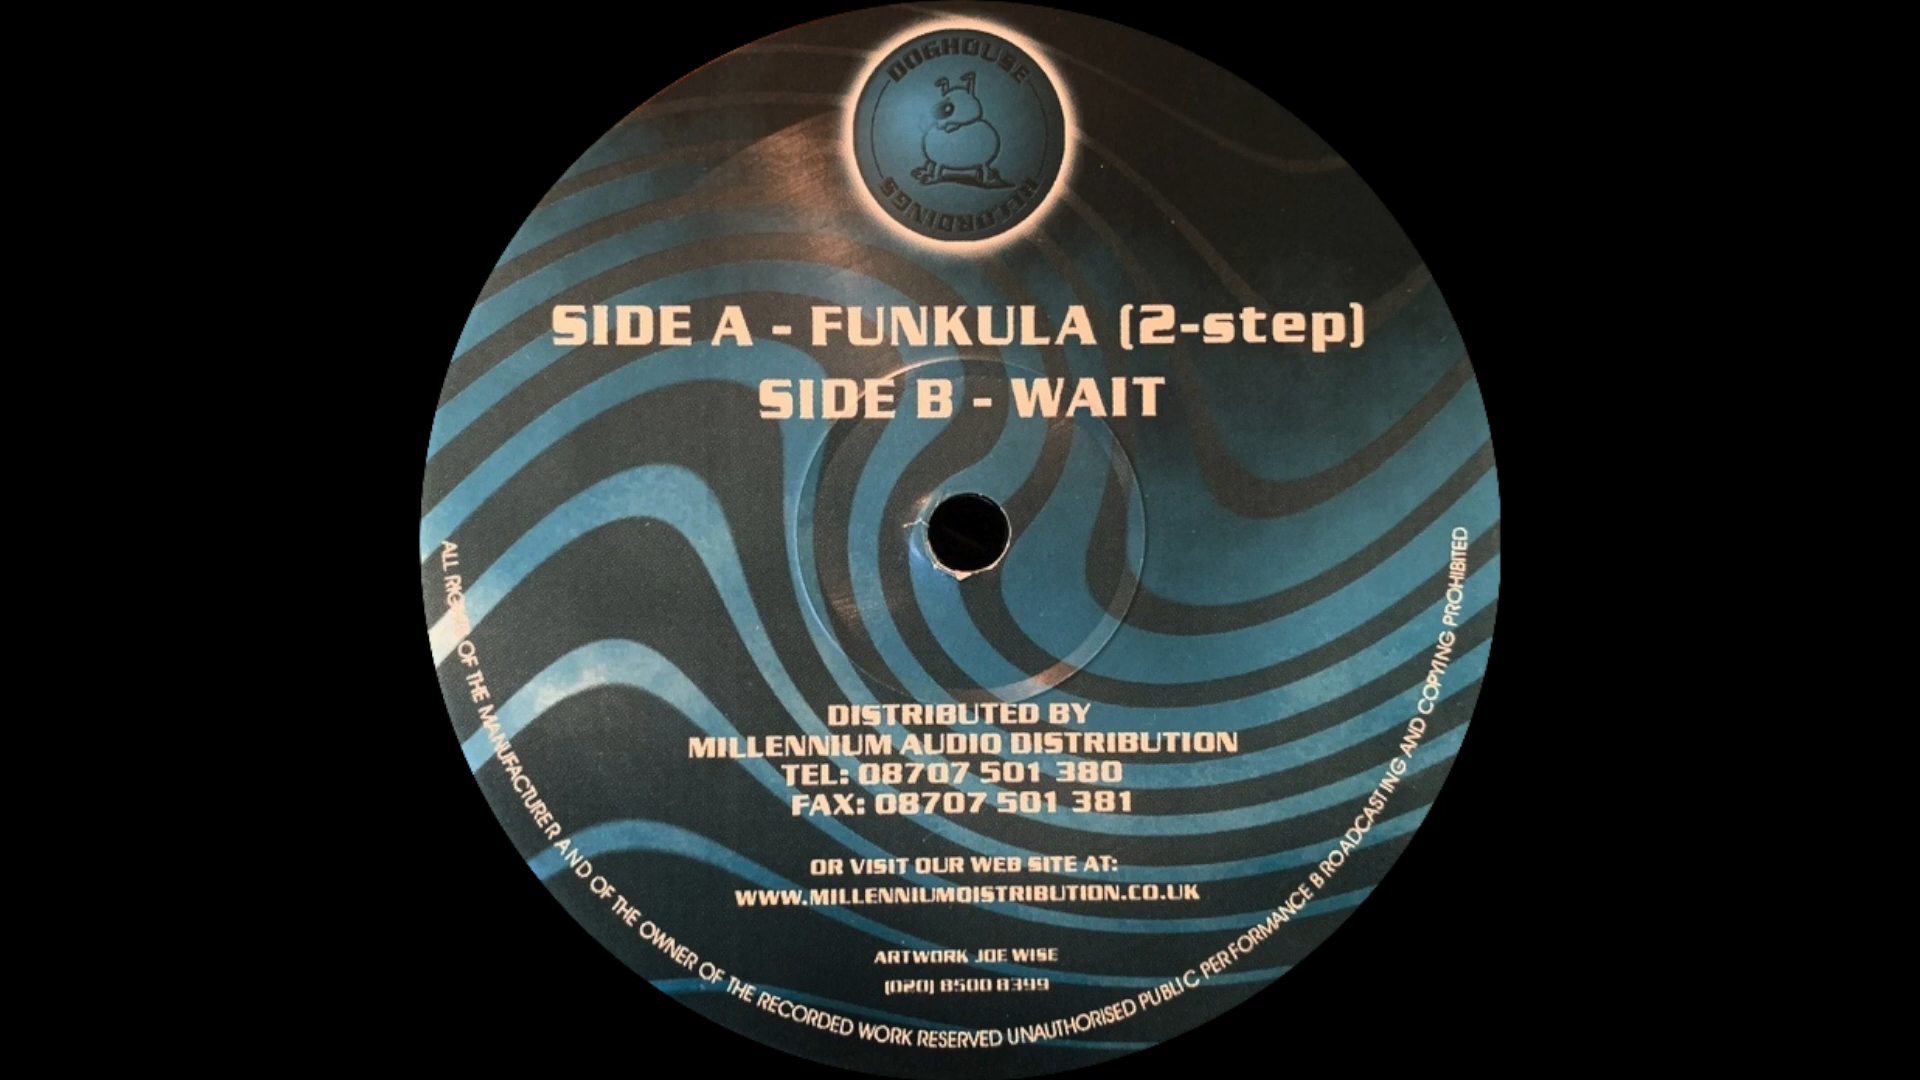 DOGHOUSE
RECORDINGS
SIDE A - FUNKULA (2-step)
SIDE B - WAIT
DISTRIBUTED BY
MILLENNIUM AUDIO DISTRIBUTION
TEL: 08707 501 380
FAX: 08707 501 381
OR VISIT OUR WEB SITE AT:
WWW.MILLENNIUMDISTRIBUTION.CO.UK
ARTWORK JOE WISE
(020) 8500 8399
ALL RIGHTS OF THE MANUFACTURER AND OF THE OWNER OF THE RECORDED WORK RESERVED UNAUTHORISED PUBLIC PERFORMANCE BROADCASTING AND COPYING PROHIBITED